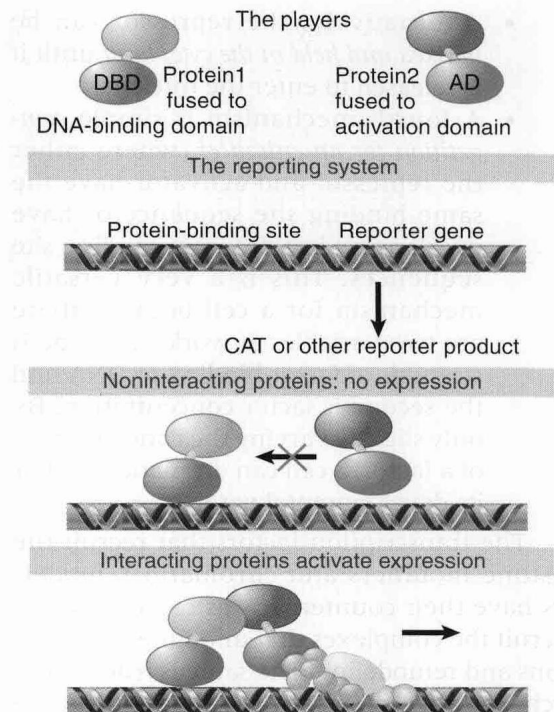 The players
DBD
AD
Protein1
fused to
DNA-binding domain
Protein2
fused to
activation domain
The reporting system
Protein-binding site
Reporter gene
CAT or other reporter product
Noninteracting proteins: no expression
Interacting proteins activate expression